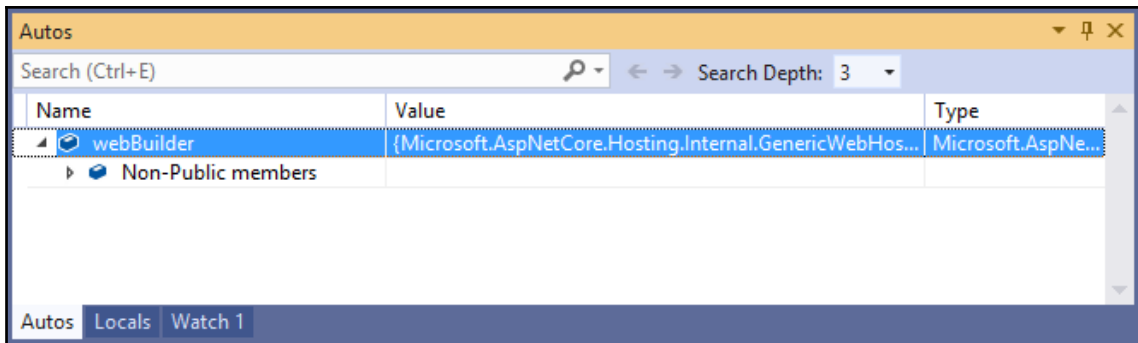 Autos
Search (Ctrl+E) Search Depth: 3
Name Value Type
webBuilder {Microsoft.AspNetCore.Hosting.Internal.GenericWebHos... Microsoft.AspNe...
Non-Public members
Autos Locals Watch 1